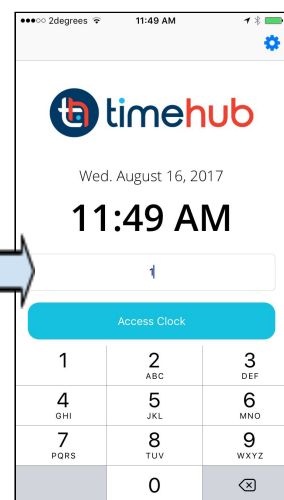 2degrees 11:49 AM
timehub
Wed. August 16, 2017
11:49 AM
1
Access Clock
1 2 3
ABC DEF
4 5 6
GHI JKL MNO
7 8 9
PQRS TUV WXYZ
0